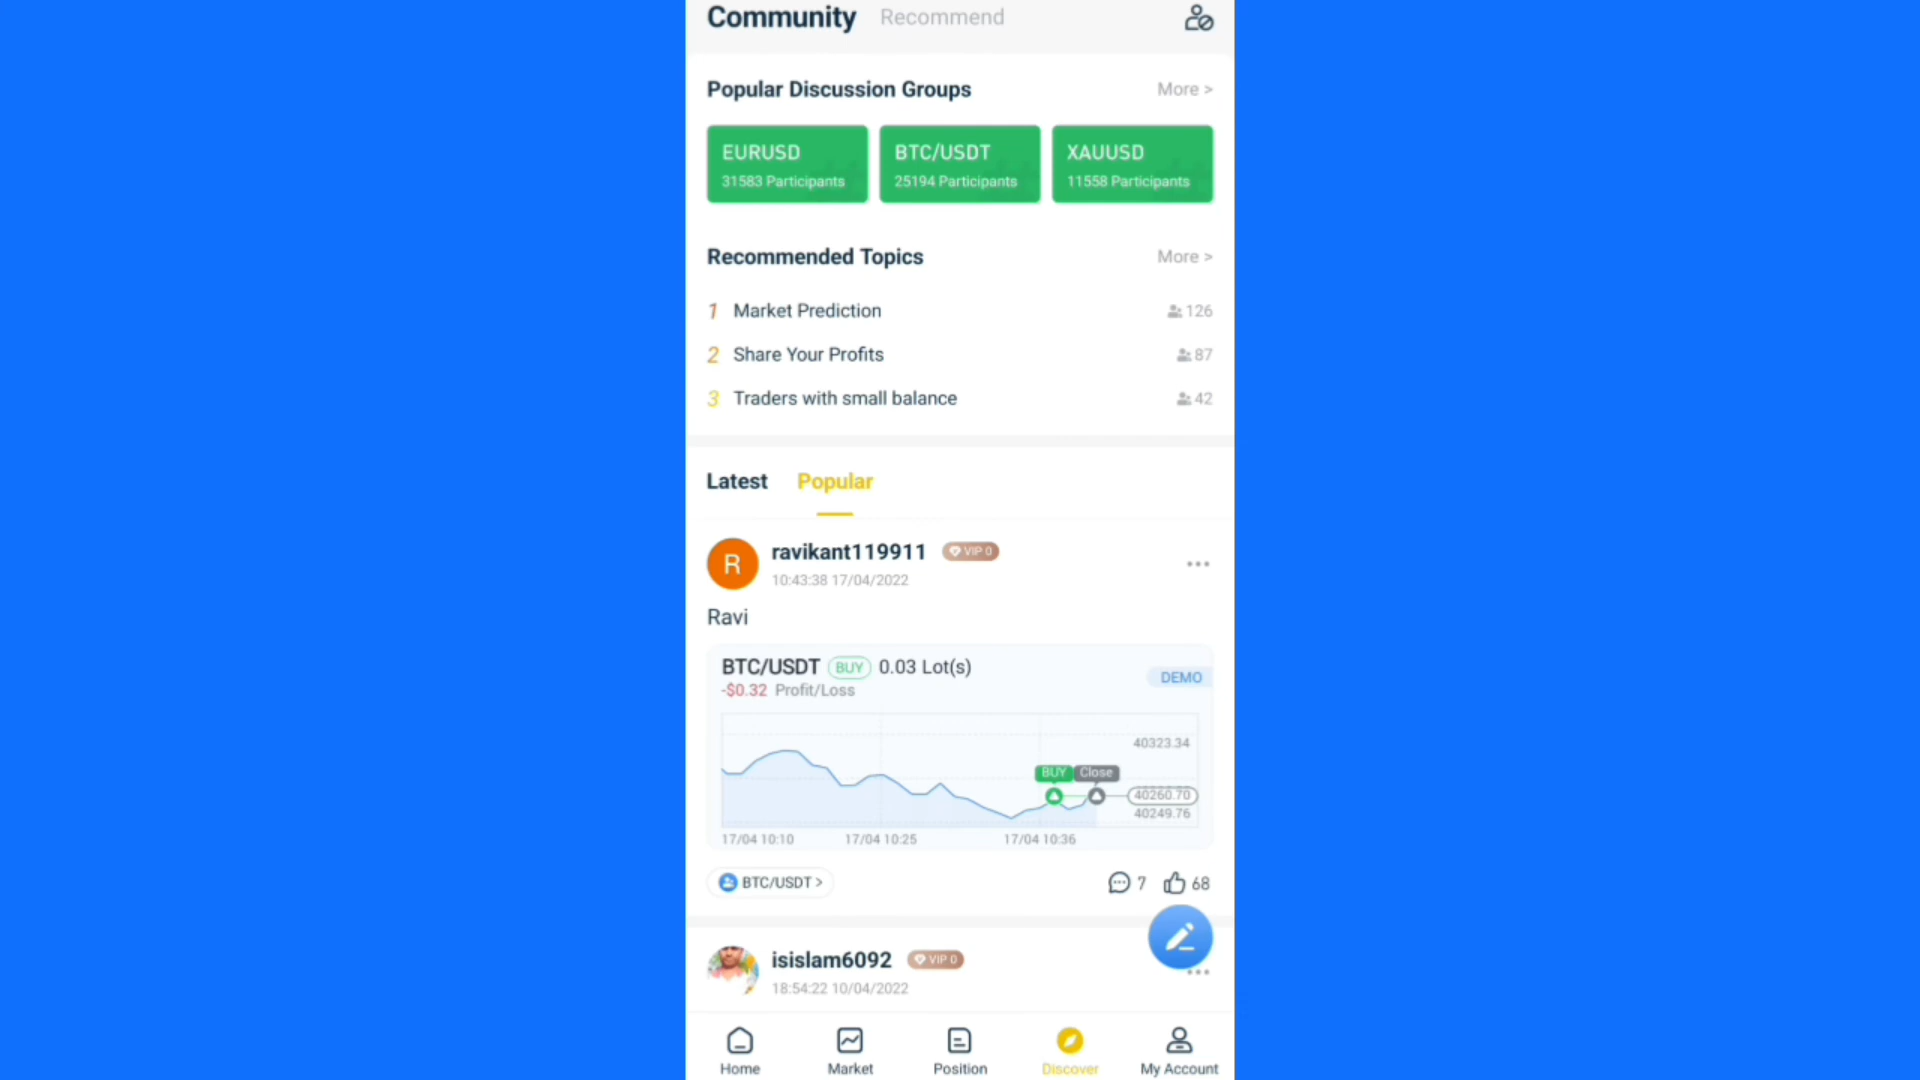 Community Recommend
Popular Discussion Groups More >
EURUSD BTC/USDT XAUUSD
31583 Participants 25194 Participants 11558 Participants
Recommended Topics More >
1 Market Prediction 126
2 Share Your Profits 87
3 Traders with small balance 42
Latest Popular
R ravikant119911 VIP 0
10:43:38 17/04/2022
Ravi
BTC/USDT BUY 0.03 Lot(s) DEMO
-$0.32 Profit/Loss
40323.34
BUY Close
40260.70
40249.76
17/04 10:10 17/04 10:25 17/04 10:36
BTC/USDT > 7 68
isislam6092 VIP 0
18:54:22 10/04/2022
Home Market Position Discover My Account